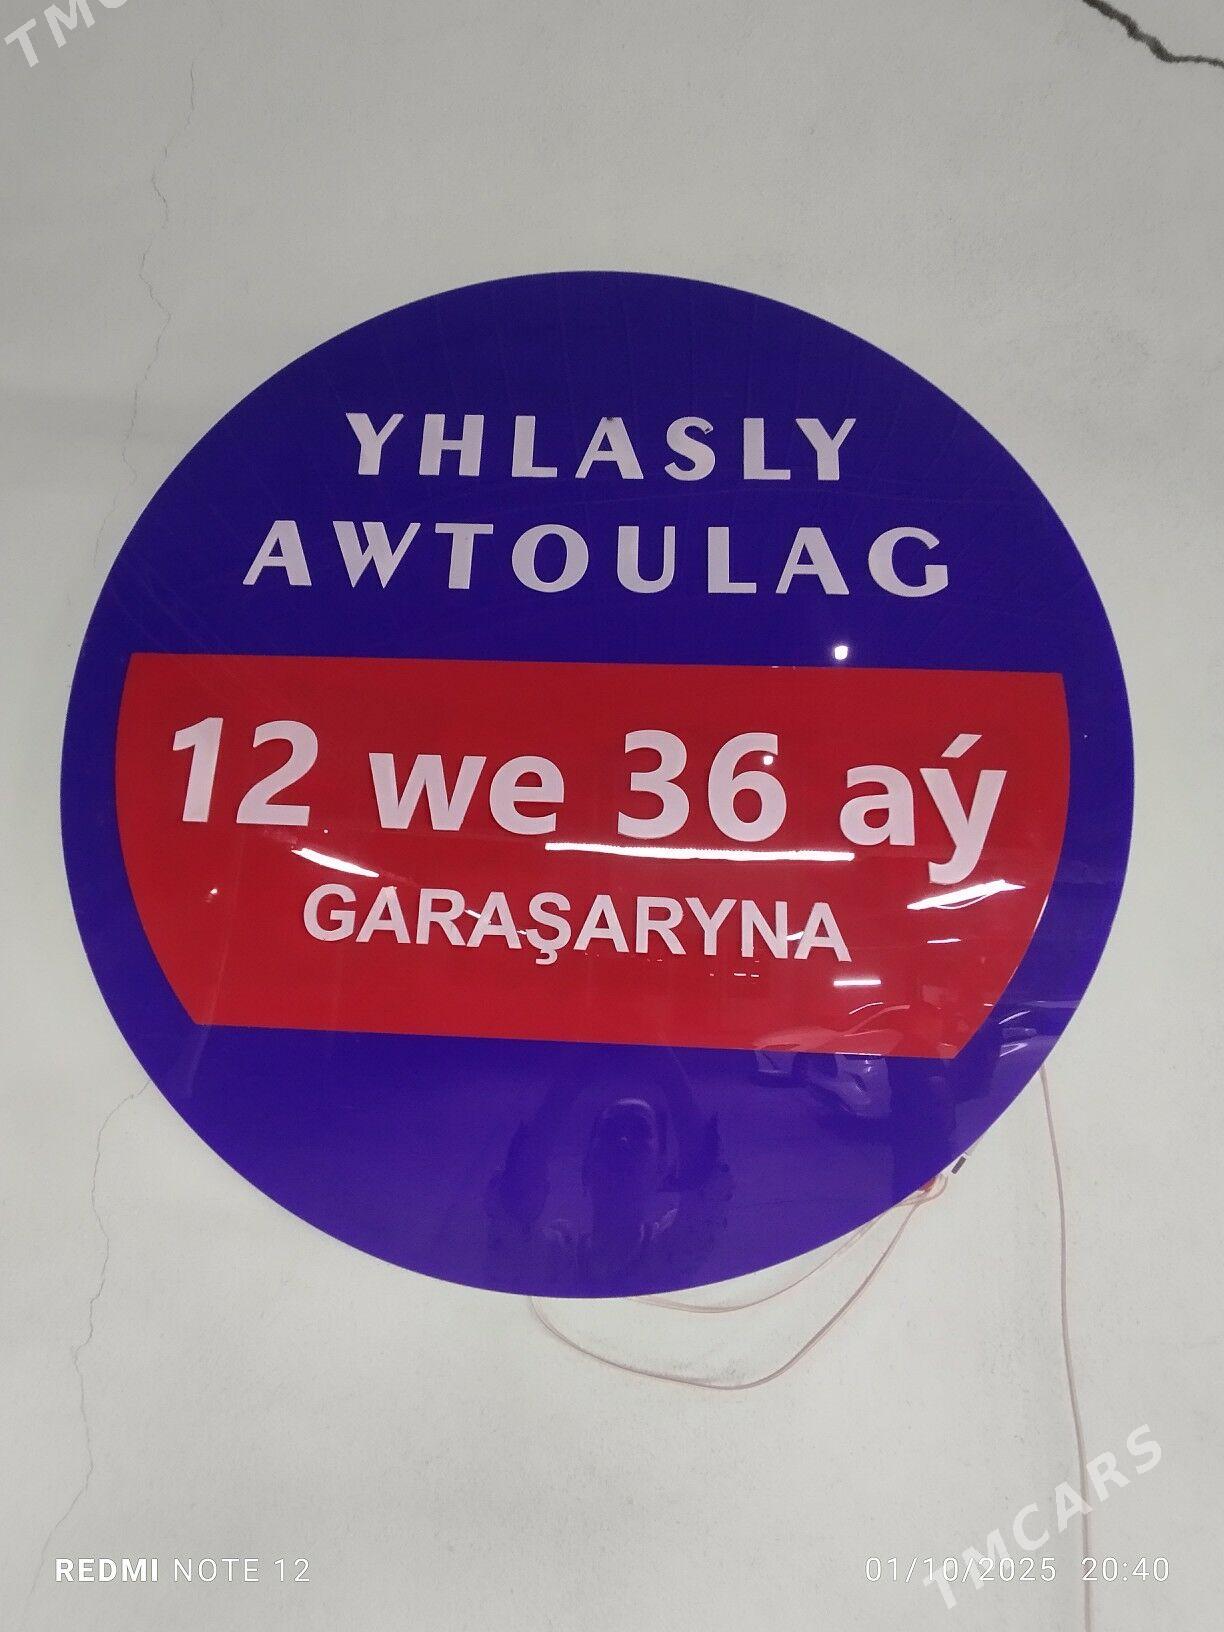 YHLASLY
AWTOULAG
12 we 36 aý
GARAŞARYNA
TMCARS
REDMI NOTE 12
01/10/2025 20:40